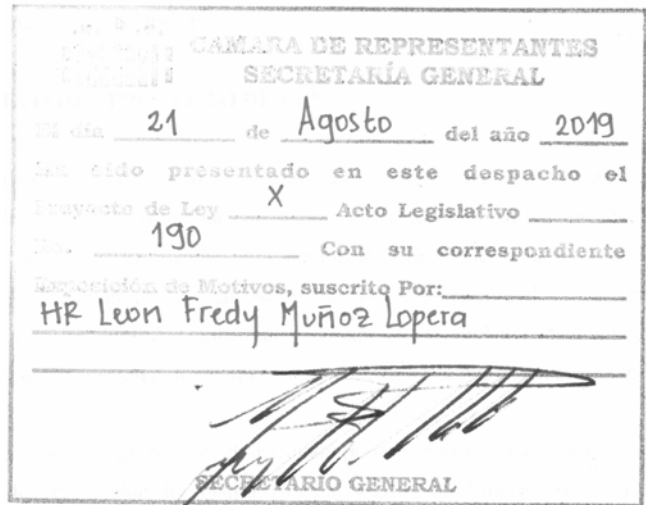 CAMARA DE REPRESENTANTES
SECRETARÍA GENERAL
El día 21 de Agosto del año 2019
Ha sido presentado en este despacho el
Proyecto de Ley X Acto Legislativo
No. 190 Con su correspondiente
Exposición de Motivos, suscrito Por:
HR Leon Fredy Muñoz Lopera
SECRETARIO GENERAL